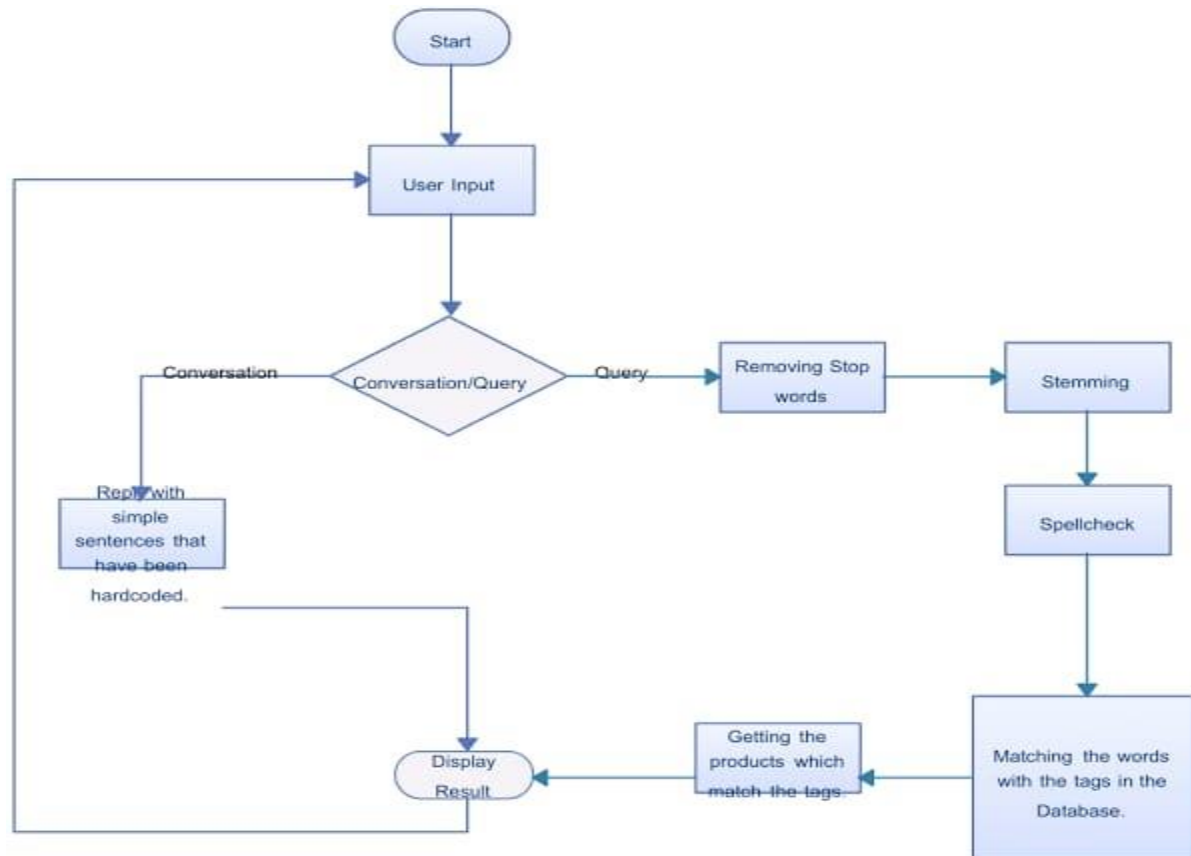 Start
User Input
Conversation
Conversation/Query
Query
Removing Stop
words
Stemming
Reply with
simple
sentences that
have been
hardcoded.
Spellcheck
Display
Result
Getting the
products which
match the tags.
Matching the words
with the tags in the
Database.